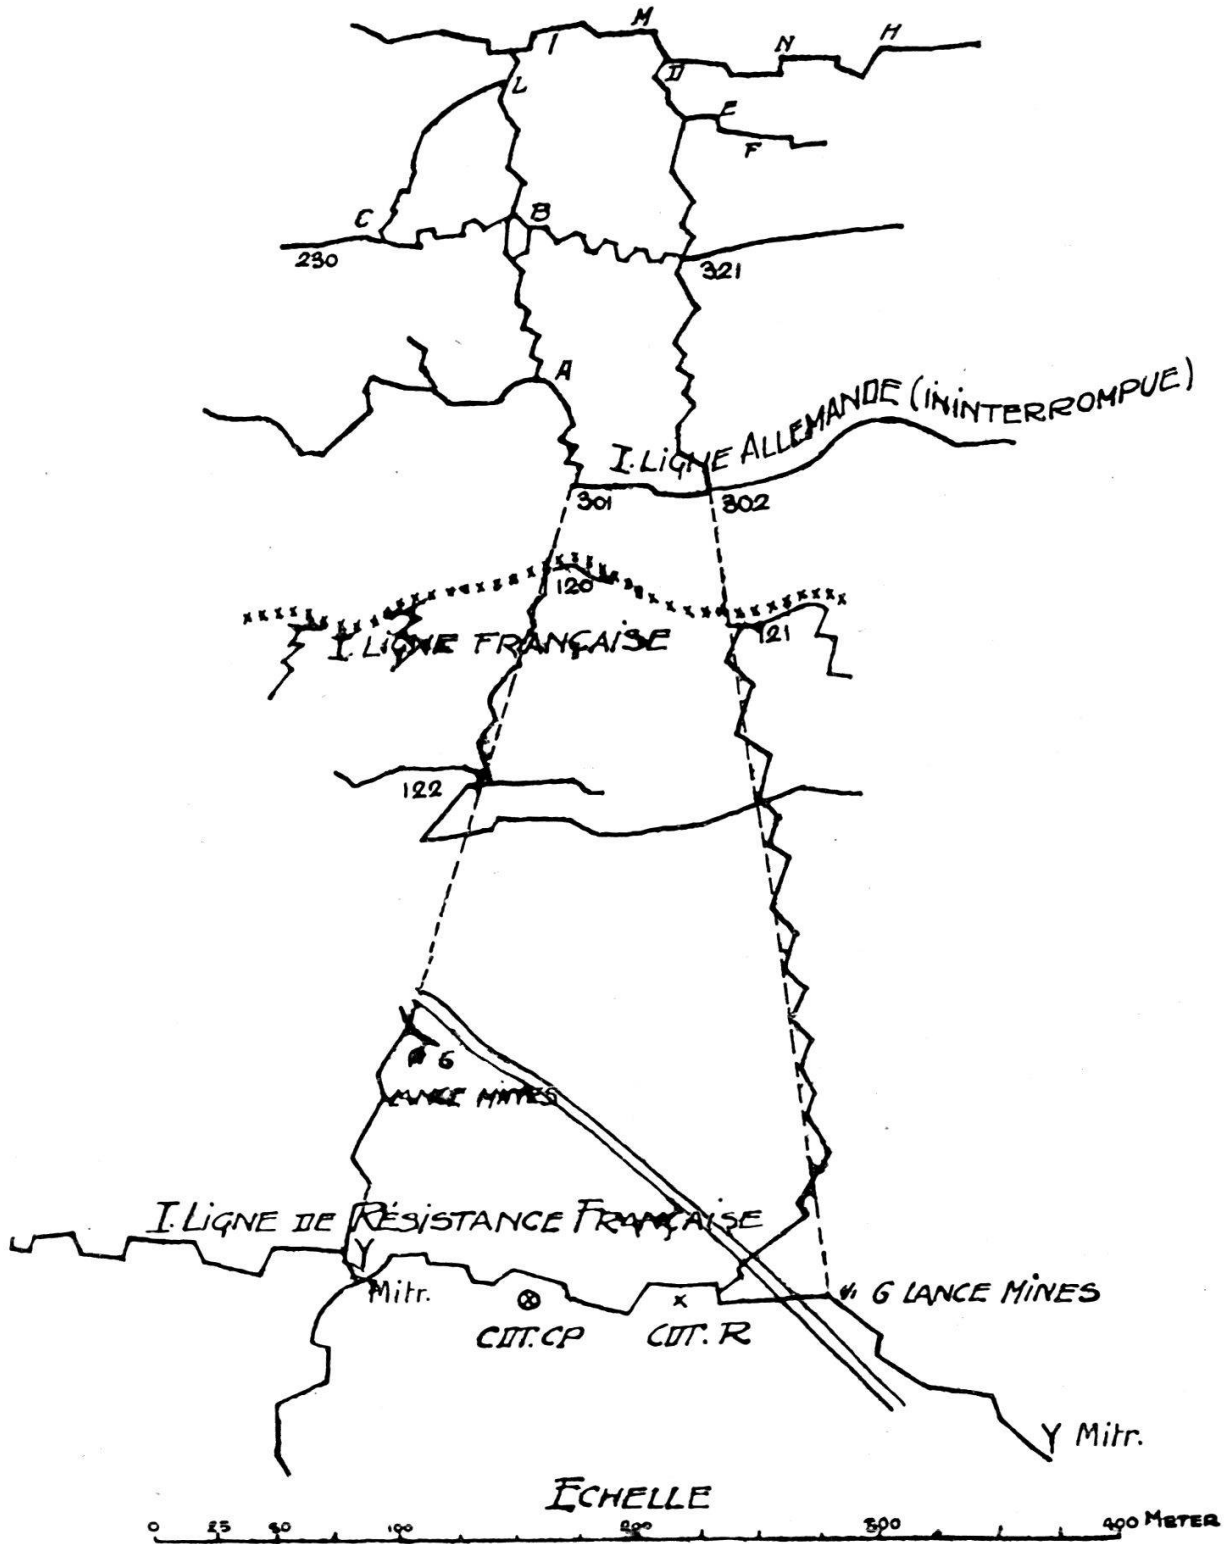 M
I
D
N
H
L
E
F
C
B
230
321
A
I. LIGNE ALLEMANDE (ININTERROMPUE)
301
302
120
121
I. LIGNE FRANÇAISE
122
6
LANCE MINES
I. LIGNE DE RÉSISTANCE FRANÇAISE
Mitr.
6 LANCE MINES
CDT. CP
CDT. R
Mitr.
ECHELLE
0 25 50 100 200 300 400 METER